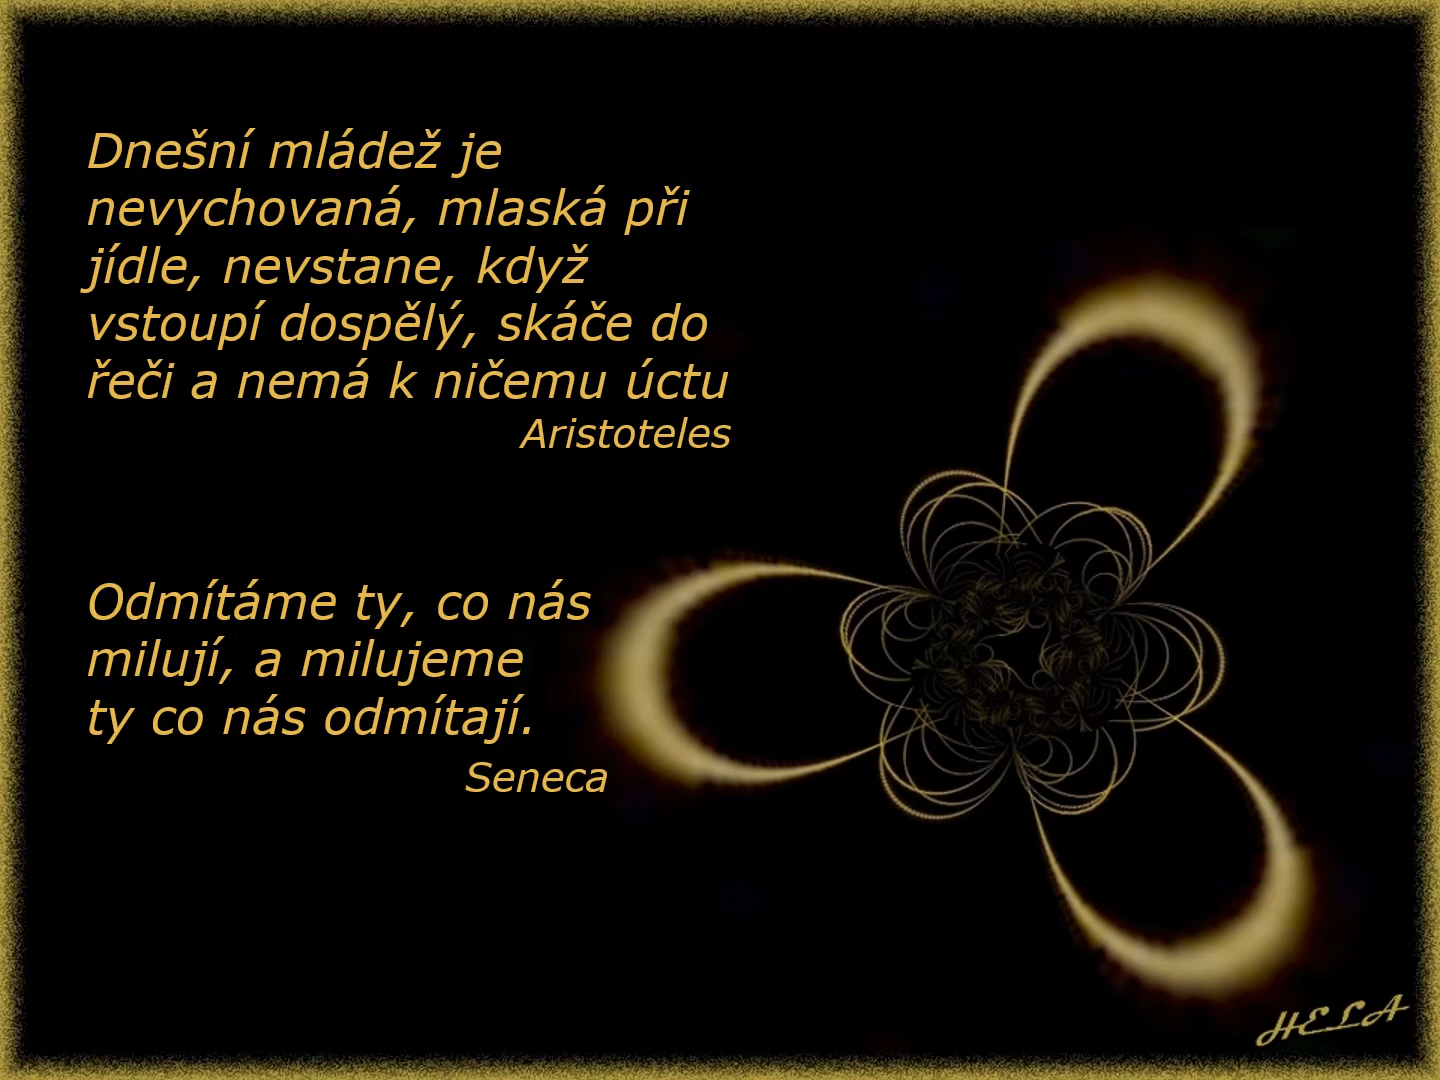 Dnešní mládež je
nevychovaná, mlaská při
jídle, nevstane, když
vstoupí dospělý, skáče do
řeči a nemá k ničemu úctu
Aristoteles
Odmítáme ty, co nás
milují, a milujeme
ty co nás odmítají.
Seneca
HELA